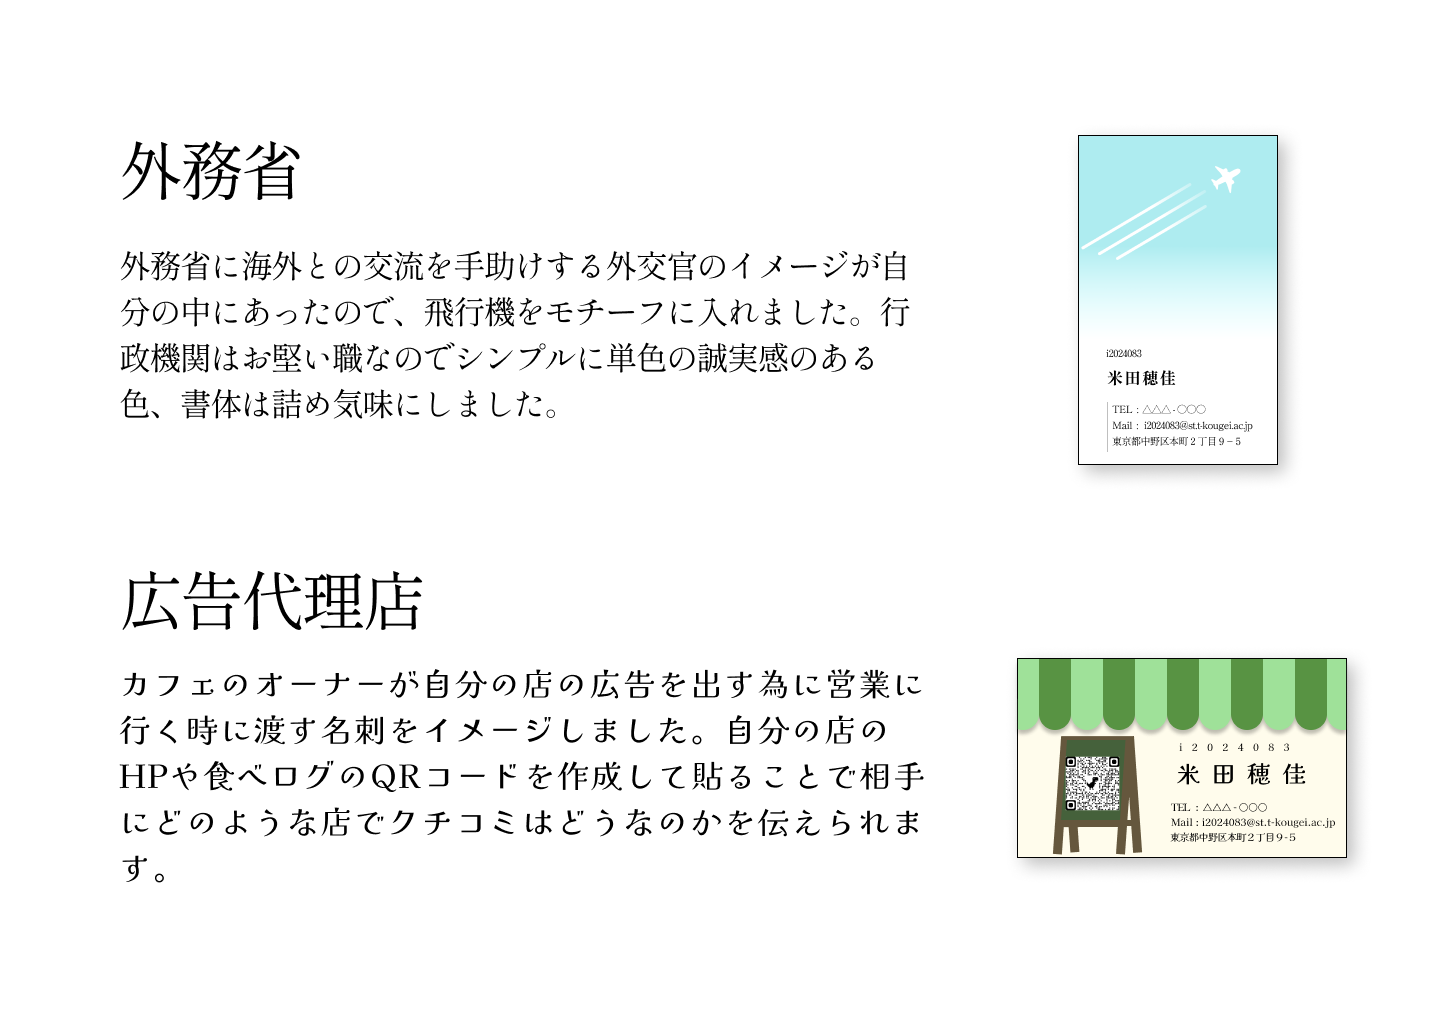 外務省
外務省に海外との交流を手助けする外交官のイメージが自
分の中にあったので、飛行機をモチーフに入れました。行
政機関はお堅い職なのでシンプルに単色の誠実感のある
色、書体は詰め気味にしました。
i2024083
米田穂佳
TEL：△△△-○○○
Mail： i2024083@st.t-kougei.ac.jp
東京都中野区本町２丁目９−５
広告代理店
カフェのオーナーが自分の店の広告を出す為に営業に
行く時に渡す名刺をイメージしました。自分の店の
HPや食べログのQRコードを作成して貼ることで相手
にどのような店でクチコミはどうなのかを伝えられま
す。
i2024083
米田穂佳
TEL：△△△-○○○
Mail：i2024083@st.t-kougei.ac.jp
東京都中野区本町２丁目９-５